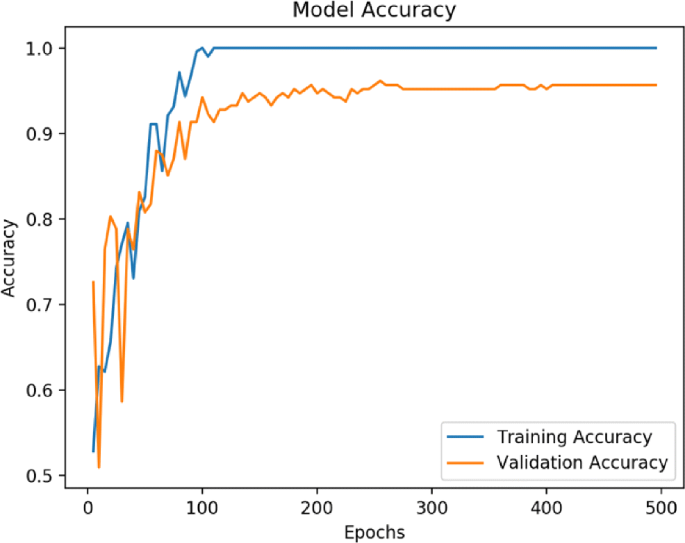 Model Accuracy
1.0
0.9
0.8
0.7
0.6
0.5
Accuracy
Training Accuracy
Validation Accuracy
0 100 200 300 400 500
Epochs